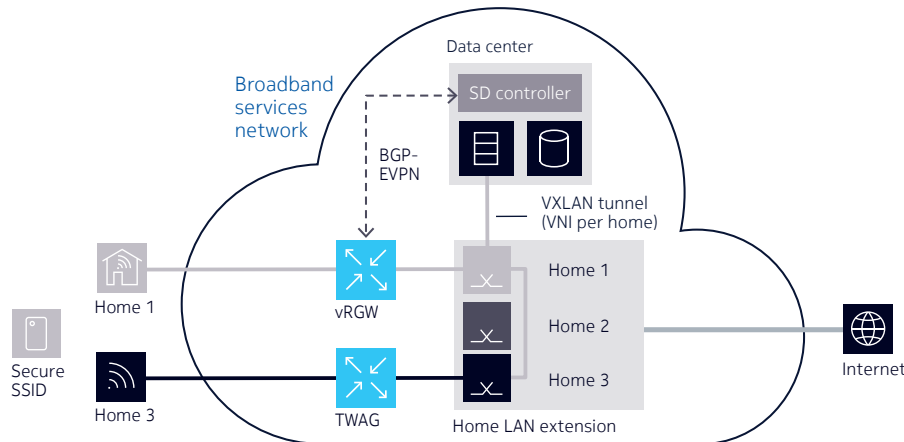 Data center
Broadband
services
network
SD controller
BGP-
EVPN
VXLAN tunnel
(VNI per home)
Home 1
Home 1
vRGW
Home 2
Secure
SSID
Home 3
Home 3
TWAG
Home LAN extension
Internet